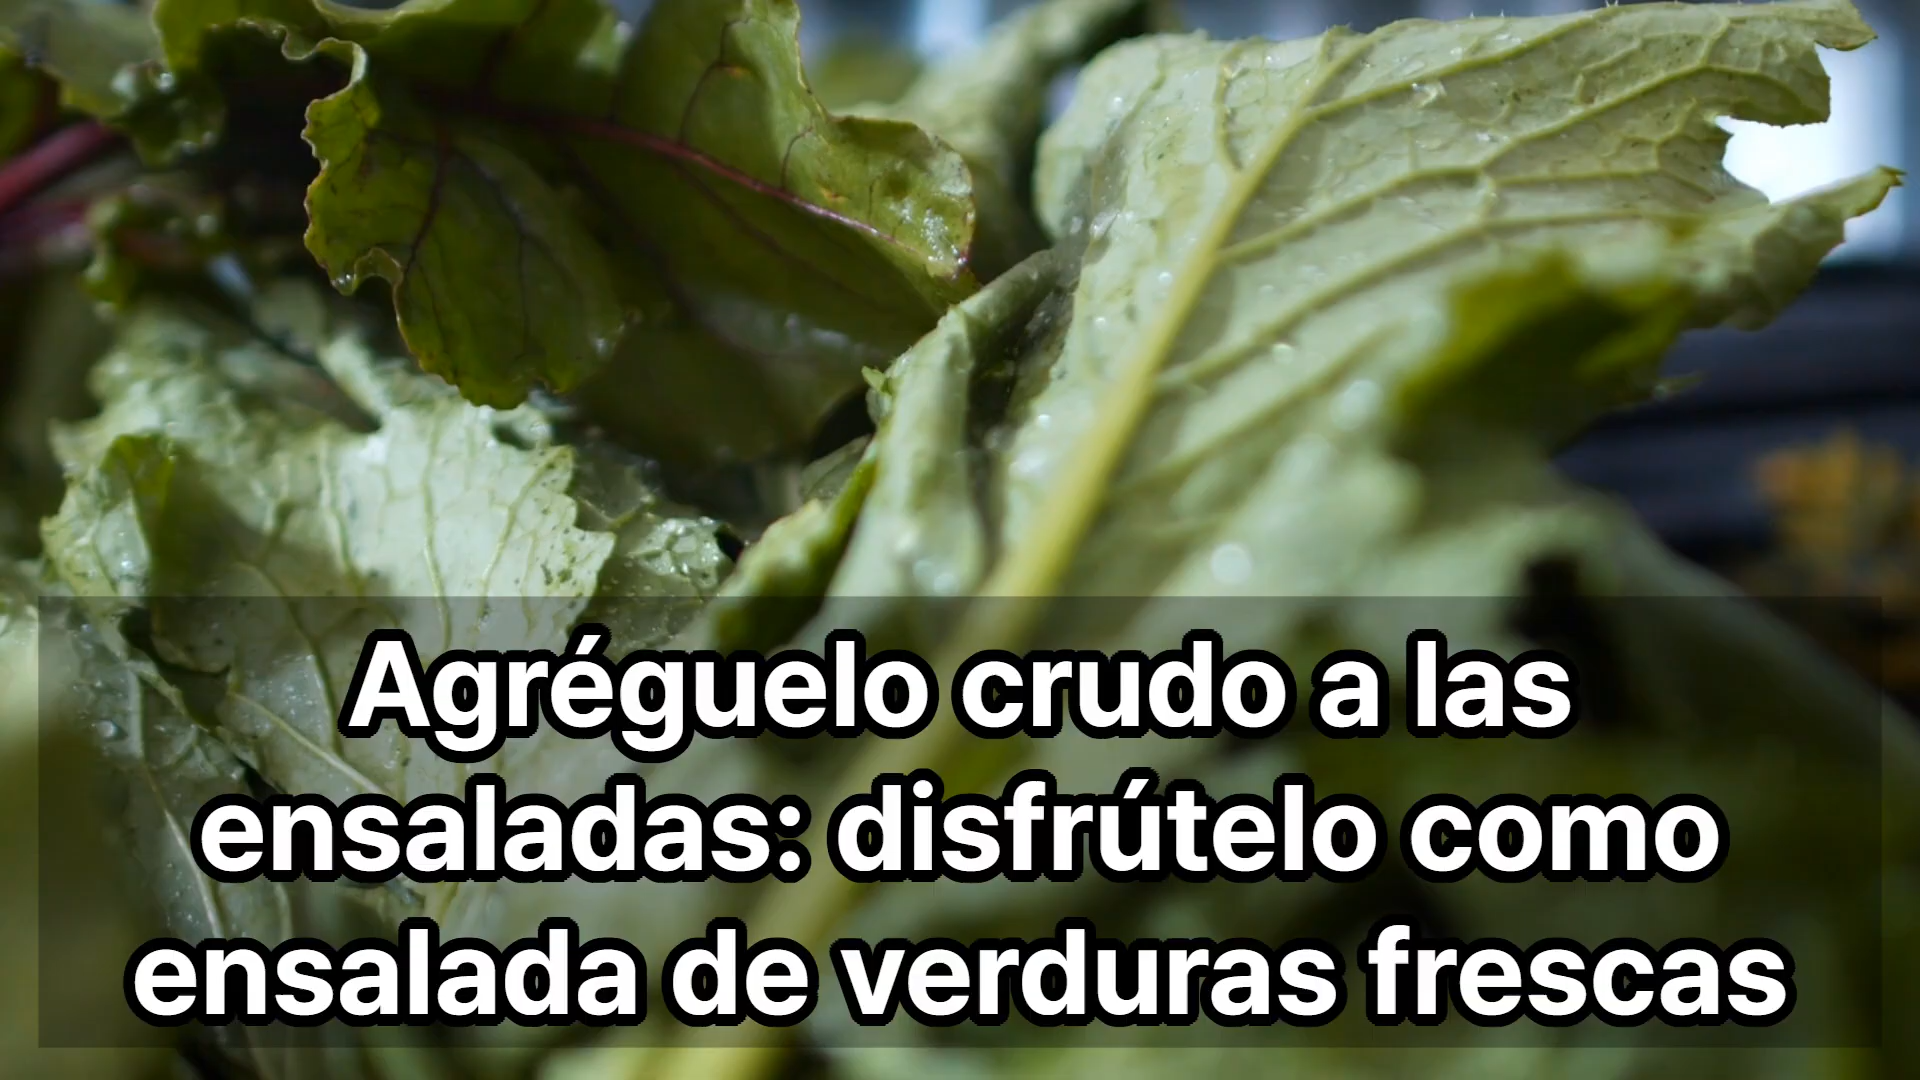 Agréguelo crudo a las
ensaladas: disfrútelo como
ensalada de verduras frescas